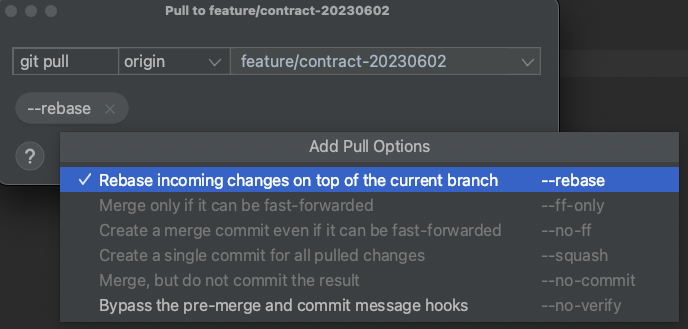 Pull to feature/contract-20230602
git pull origin feature/contract-20230602
--rebase ×
?
Add Pull Options
✓ Rebase incoming changes on top of the current branch --rebase
Merge only if it can be fast-forwarded --ff-only
Create a merge commit even if it can be fast-forwarded --no-ff
Create a single commit for all pulled changes --squash
Merge, but do not commit the result --no-commit
Bypass the pre-merge and commit message hooks --no-verify